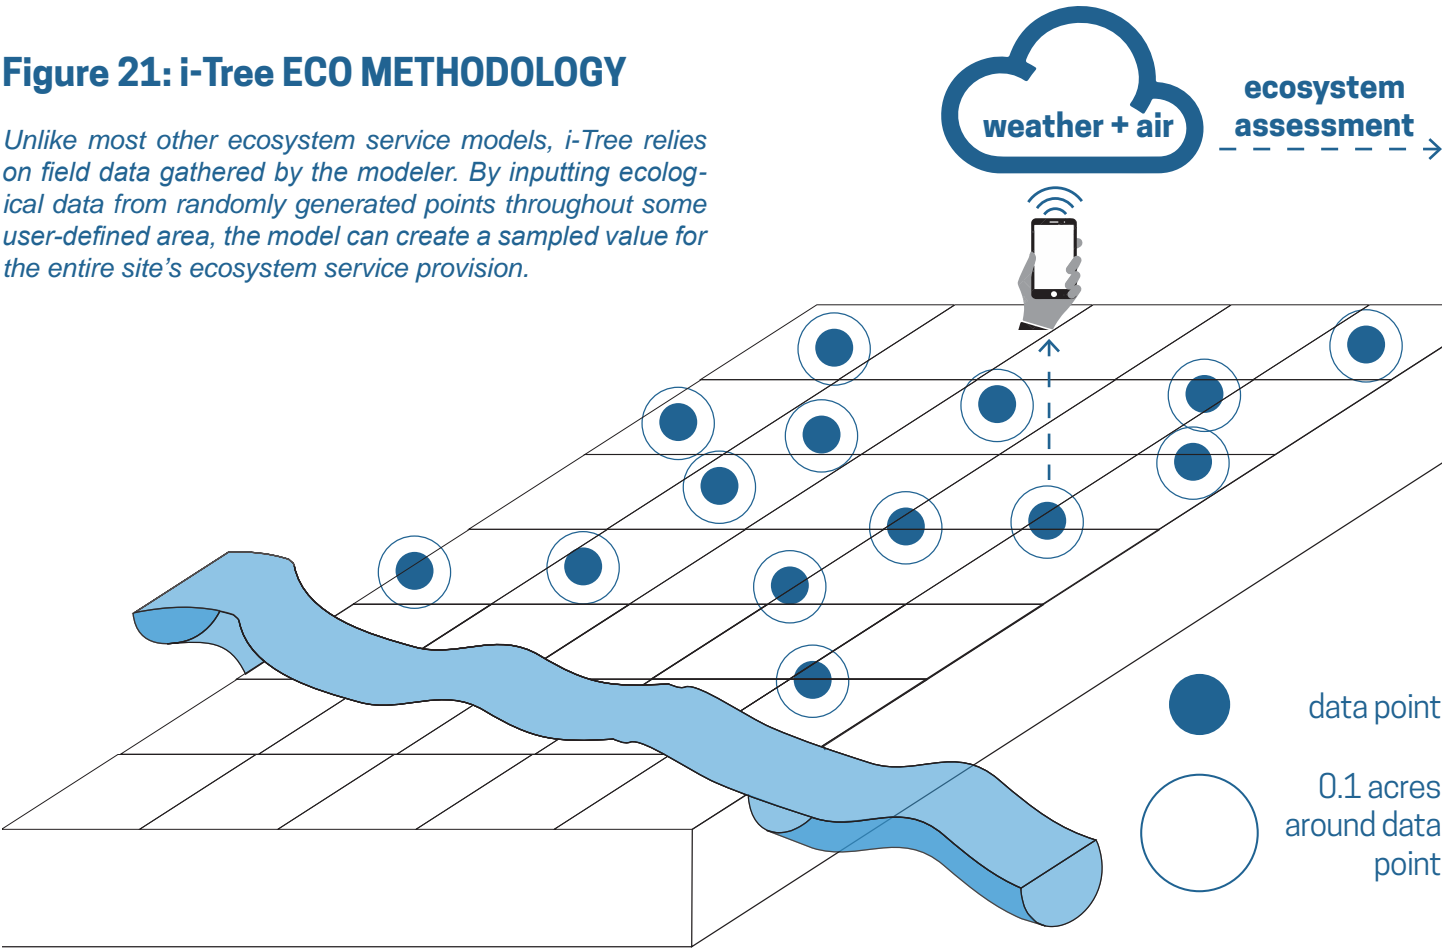 Figure 21: i-Tree ECO METHODOLOGY
Unlike most other ecosystem service models, i-Tree relies
on field data gathered by the modeler. By inputting ecolog-
ical data from randomly generated points throughout some
user-defined area, the model can create a sampled value for
the entire site's ecosystem service provision.
weather + air
ecosystem
assessment
data point
0.1 acres
around data
point